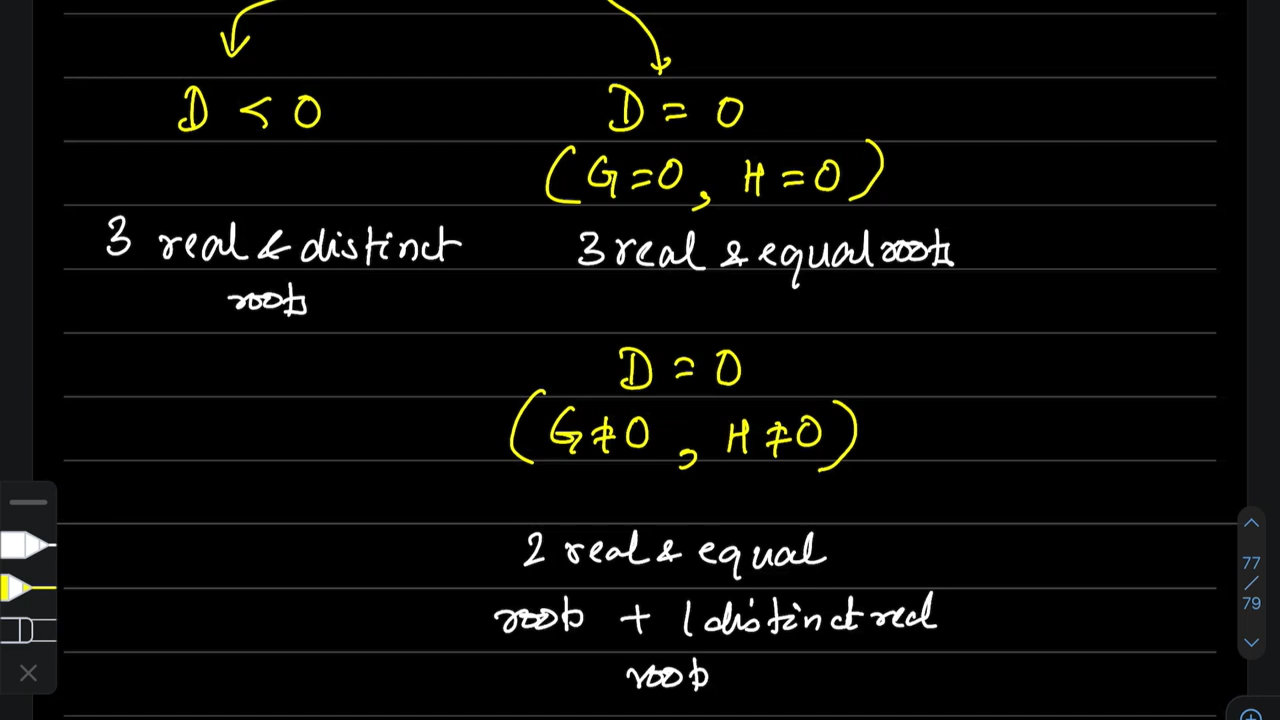 D < 0 D = 0
(G=0, H=0)
3 real & distinct 3 real & equal roots
roots
D = 0
(G≠0, H≠0)
2 real & equal
roots + 1 distinct real
root
77
/
79